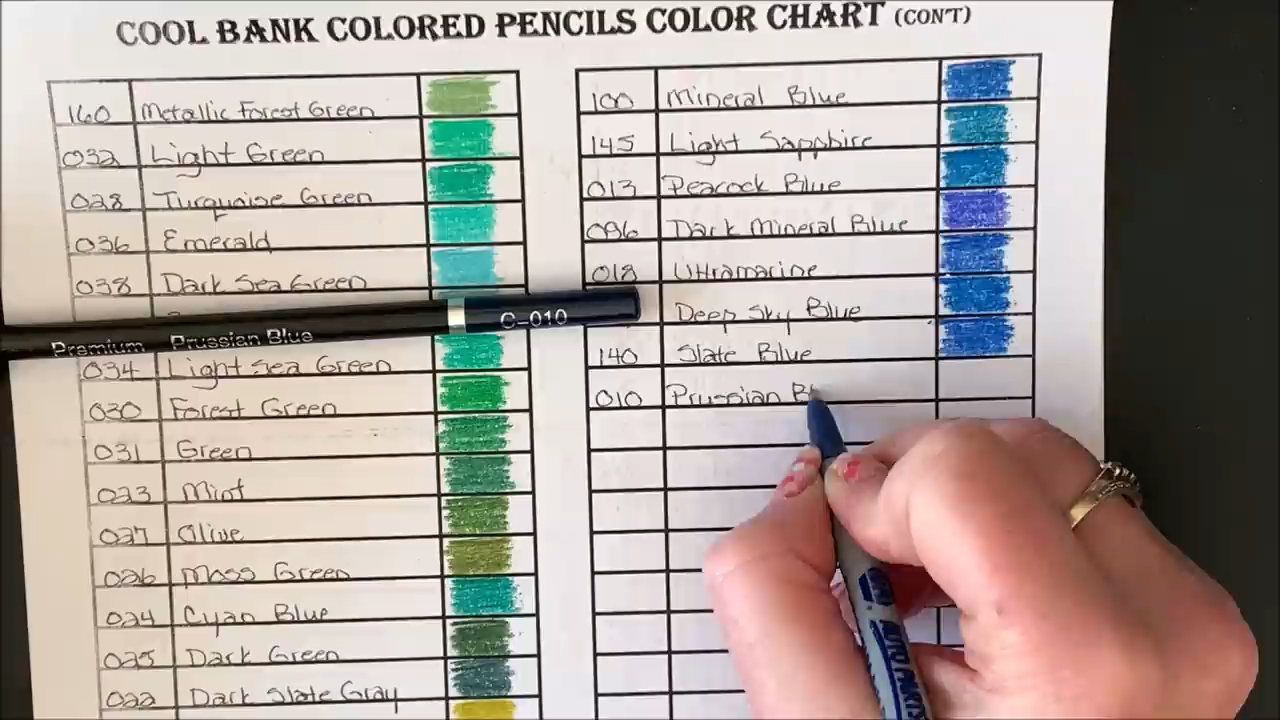 COOL BANK COLORED PENCILS COLOR CHART (CON'T)
160 Metallic Forest Green
032 Light Green
028 Turquoise Green
036 Emerald
038 Dark Sea Green
Premium Prussian Blue C-010
034 Light Sea Green
030 Forest Green
031 Green
023 Mint
027 Olive
026 Moss Green
024 Cyan Blue
025 Dark Green
022 Dark Slate Gray
100 Mineral Blue
145 Light Sapphire
013 Peacock Blue
096 Dark Mineral Blue
018 Ultramarine
Deep Sky Blue
140 Slate Blue
010 Prussian Bl